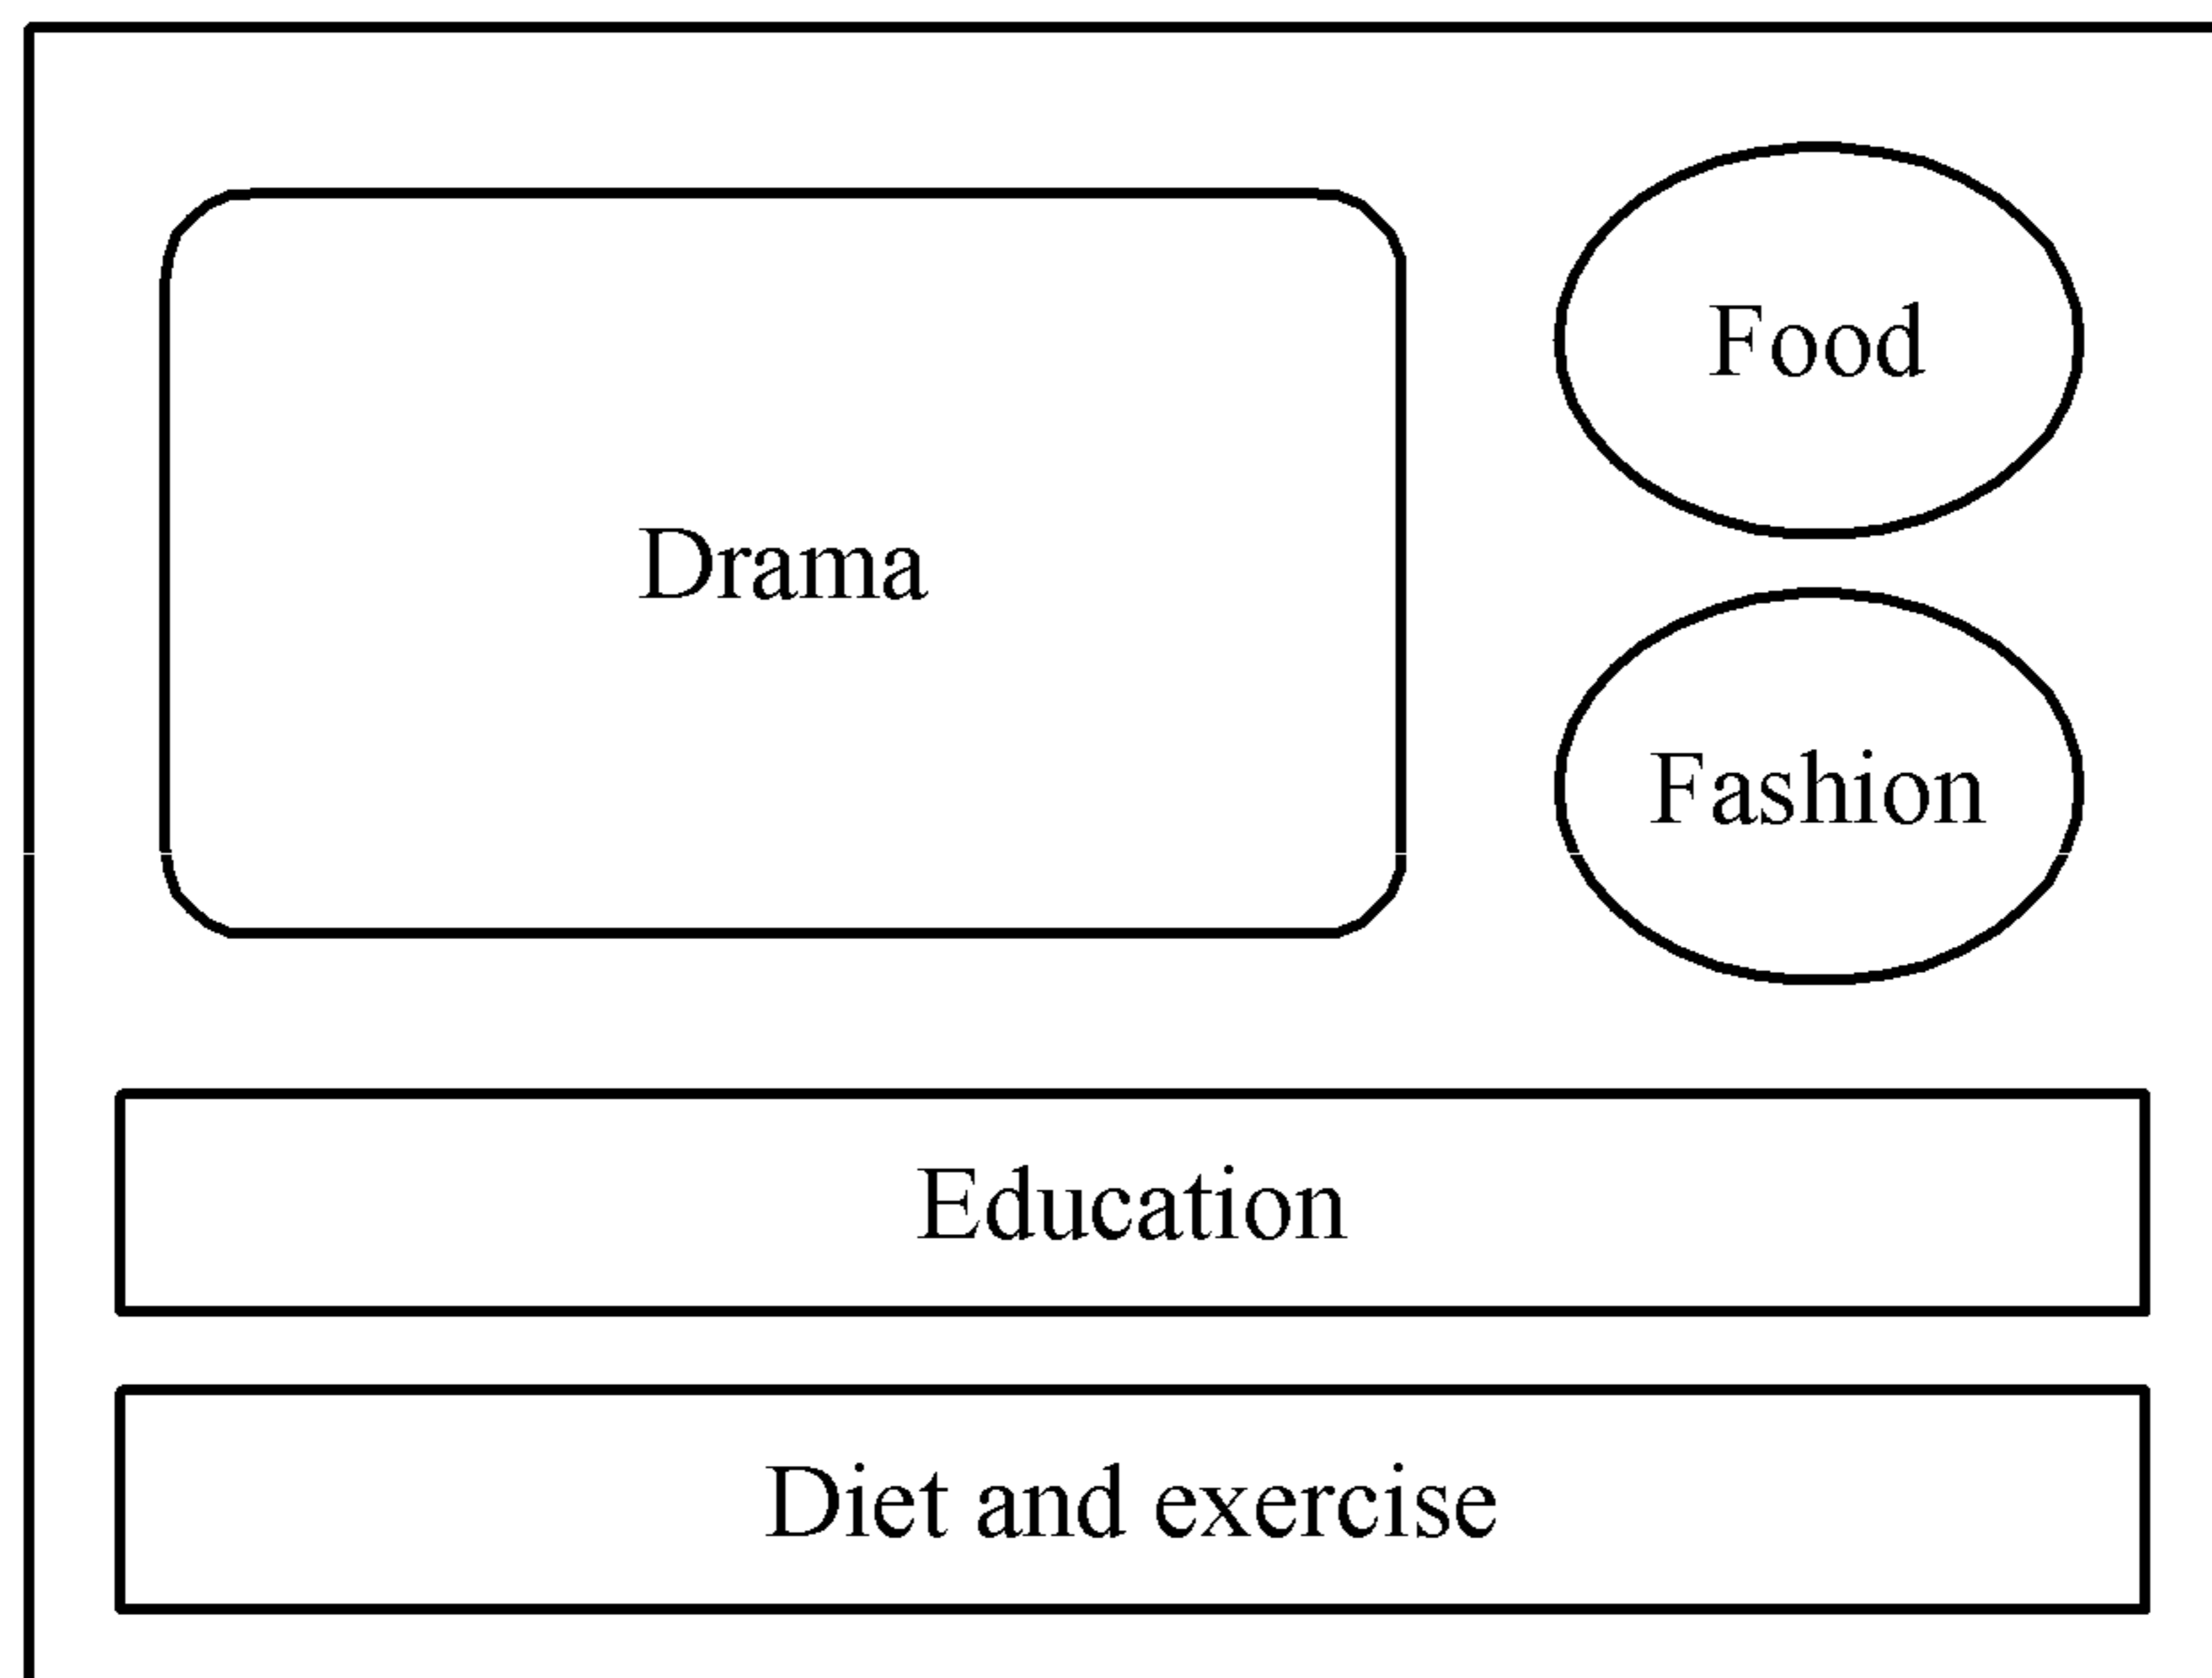 Food
Drama
Fashion
Education
Diet and exercise